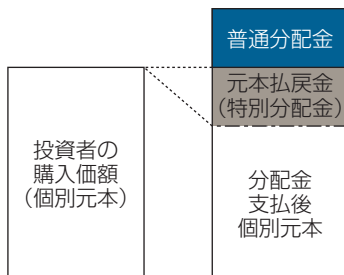 普通分配金
元本払戻金
（特別分配金）
投資者の
購入価額
（個別元本）
分配金
支払後
個別元本